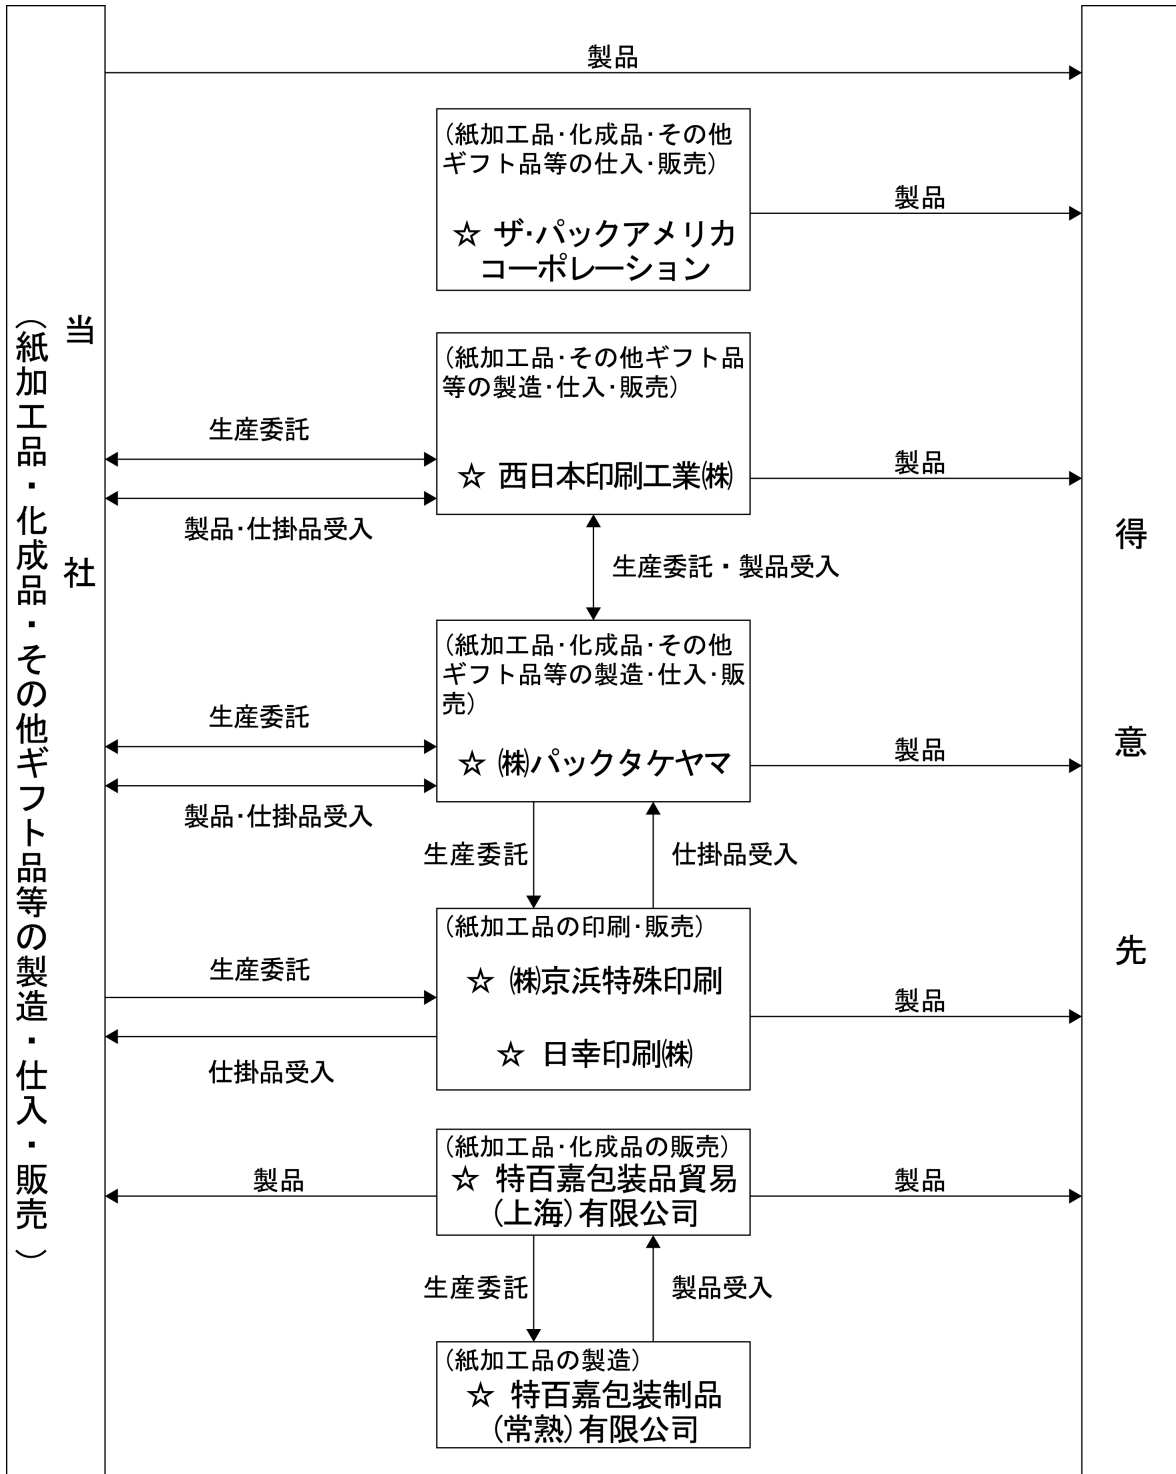 当社
（紙加工品・化成品・その他ギフト品等の製造・仕入・販売）
製品
(紙加工品･化成品･その他
ギフト品等の仕入･販売)
☆ ザ･パックアメリカ
コーポレーション
製品
(紙加工品･その他ギフト品
等の製造･仕入･販売)
☆ 西日本印刷工業㈱
生産委託
製品･仕掛品受入
製品
生産委託・製品受入
(紙加工品･化成品･その他
ギフト品等の製造･仕入･販
売)
☆ ㈱パックタケヤマ
生産委託
製品･仕掛品受入
製品
生産委託
仕掛品受入
(紙加工品の印刷･販売)
☆ ㈱京浜特殊印刷
☆ 日幸印刷㈱
生産委託
仕掛品受入
製品
(紙加工品･化成品の販売)
☆ 特百嘉包装品貿易
(上海)有限公司
製品
製品
生産委託
製品受入
(紙加工品の製造)
☆ 特百嘉包装制品
(常熟)有限公司
得意先